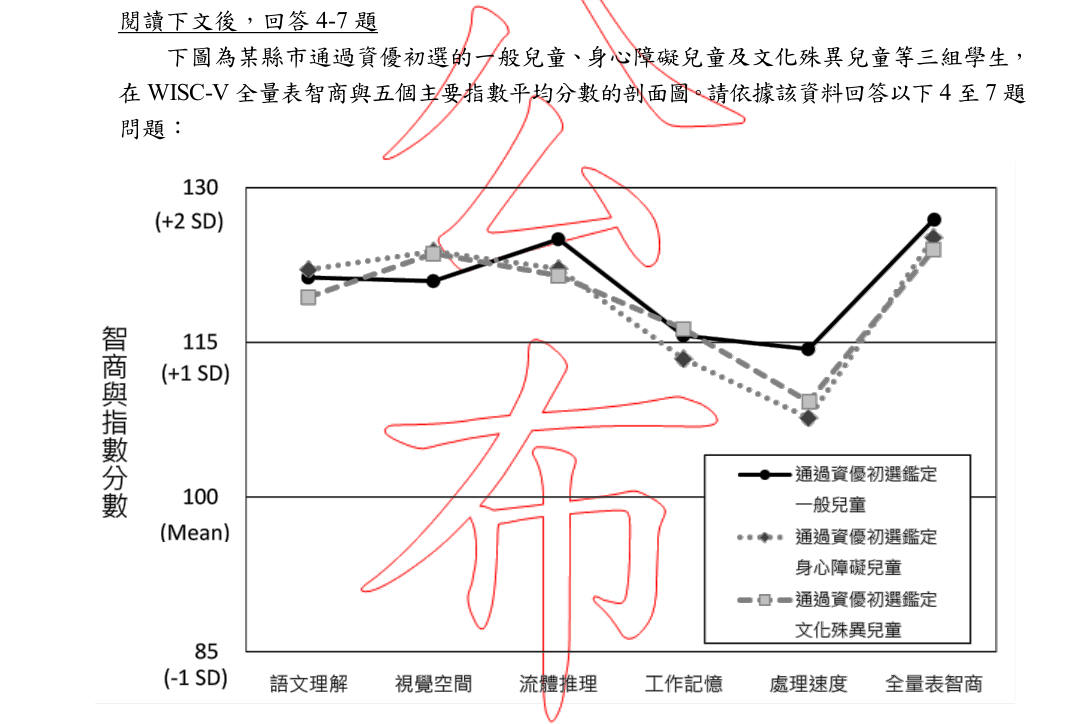 閱讀下文後，回答 4-7 題
下圖為某縣市通過資優初選的一般兒童、身心障礙兒童及文化殊異兒童等三組學生，
在 WISC-V 全量表智商與五個主要指數平均分數的剖面圖。請依據該資料回答以下 4 至 7 題
問題：
130
(+2 SD)
115
(+1 SD)
100
(Mean)
85
(-1 SD)
智商與指數分數
通過資優初選鑑定
一般兒童
通過資優初選鑑定
身心障礙兒童
通過資優初選鑑定
文化殊異兒童
語文理解 視覺空間 流體推理 工作記憶 處理速度 全量表智商
公布